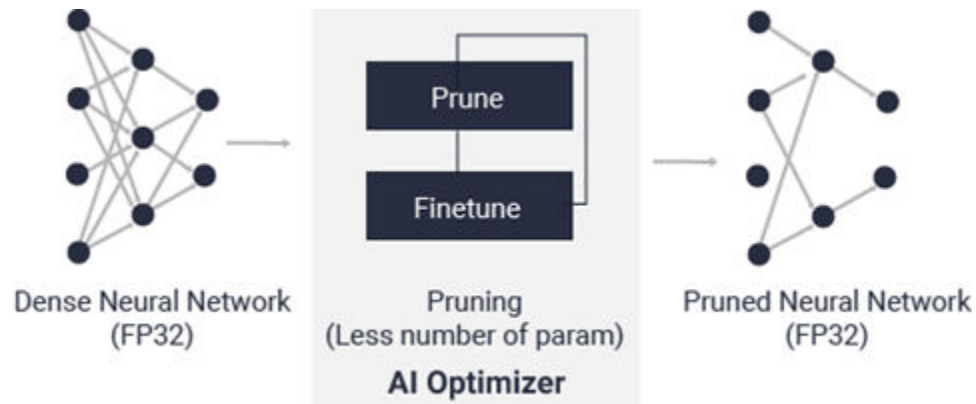 Prune
Finetune
Dense Neural Network
(FP32)
Pruning
(Less number of param)
AI Optimizer
Pruned Neural Network
(FP32)